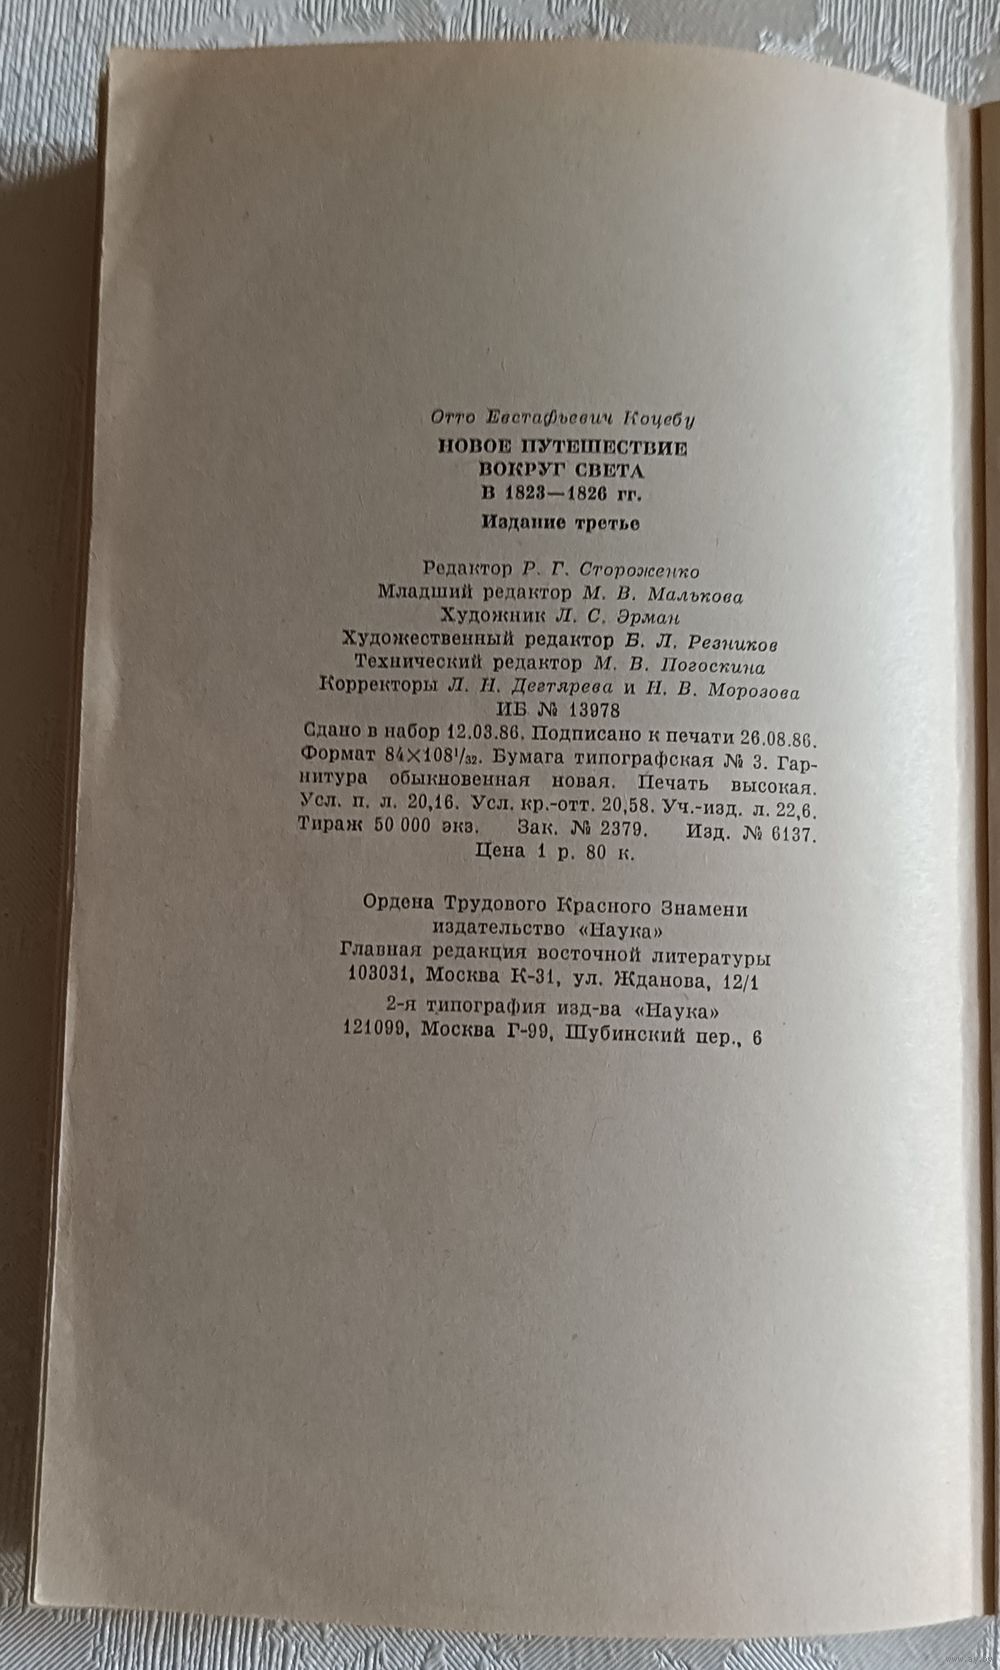 Отто Евстафьевич Коцебу
НОВОЕ ПУТЕШЕСТВИЕ
ВОКРУГ СВЕТА
В 1823—1826 гг.
Издание третье
Редактор Р. Г. Стороженко
Младший редактор М. В. Малькова
Художник Л. С. Эрман
Художественный редактор Б. Л. Резников
Технический редактор М. В. Погоскина
Корректоры Л. И. Дегтярева и Н. В. Морозова
ИБ № 13978
Сдано в набор 12.03.86. Подписано к печати 26.08.86.
Формат 84×108¹/₃₂. Бумага типографская № 3. Гар-
нитура обыкновенная новая. Печать высокая.
Усл. п. л. 20,16. Усл. кр.-отт. 20,58. Уч.-изд. л. 22,6.
Тираж 50 000 экз. Зак. № 2379. Изд. № 6137.
Цена 1 р. 80 к.
Ордена Трудового Красного Знамени
издательство «Наука»
Главная редакция восточной литературы
103031, Москва К-31, ул. Жданова, 12/1
2-я типография изд-ва «Наука»
121099, Москва Г-99, Шубинский пер., 6